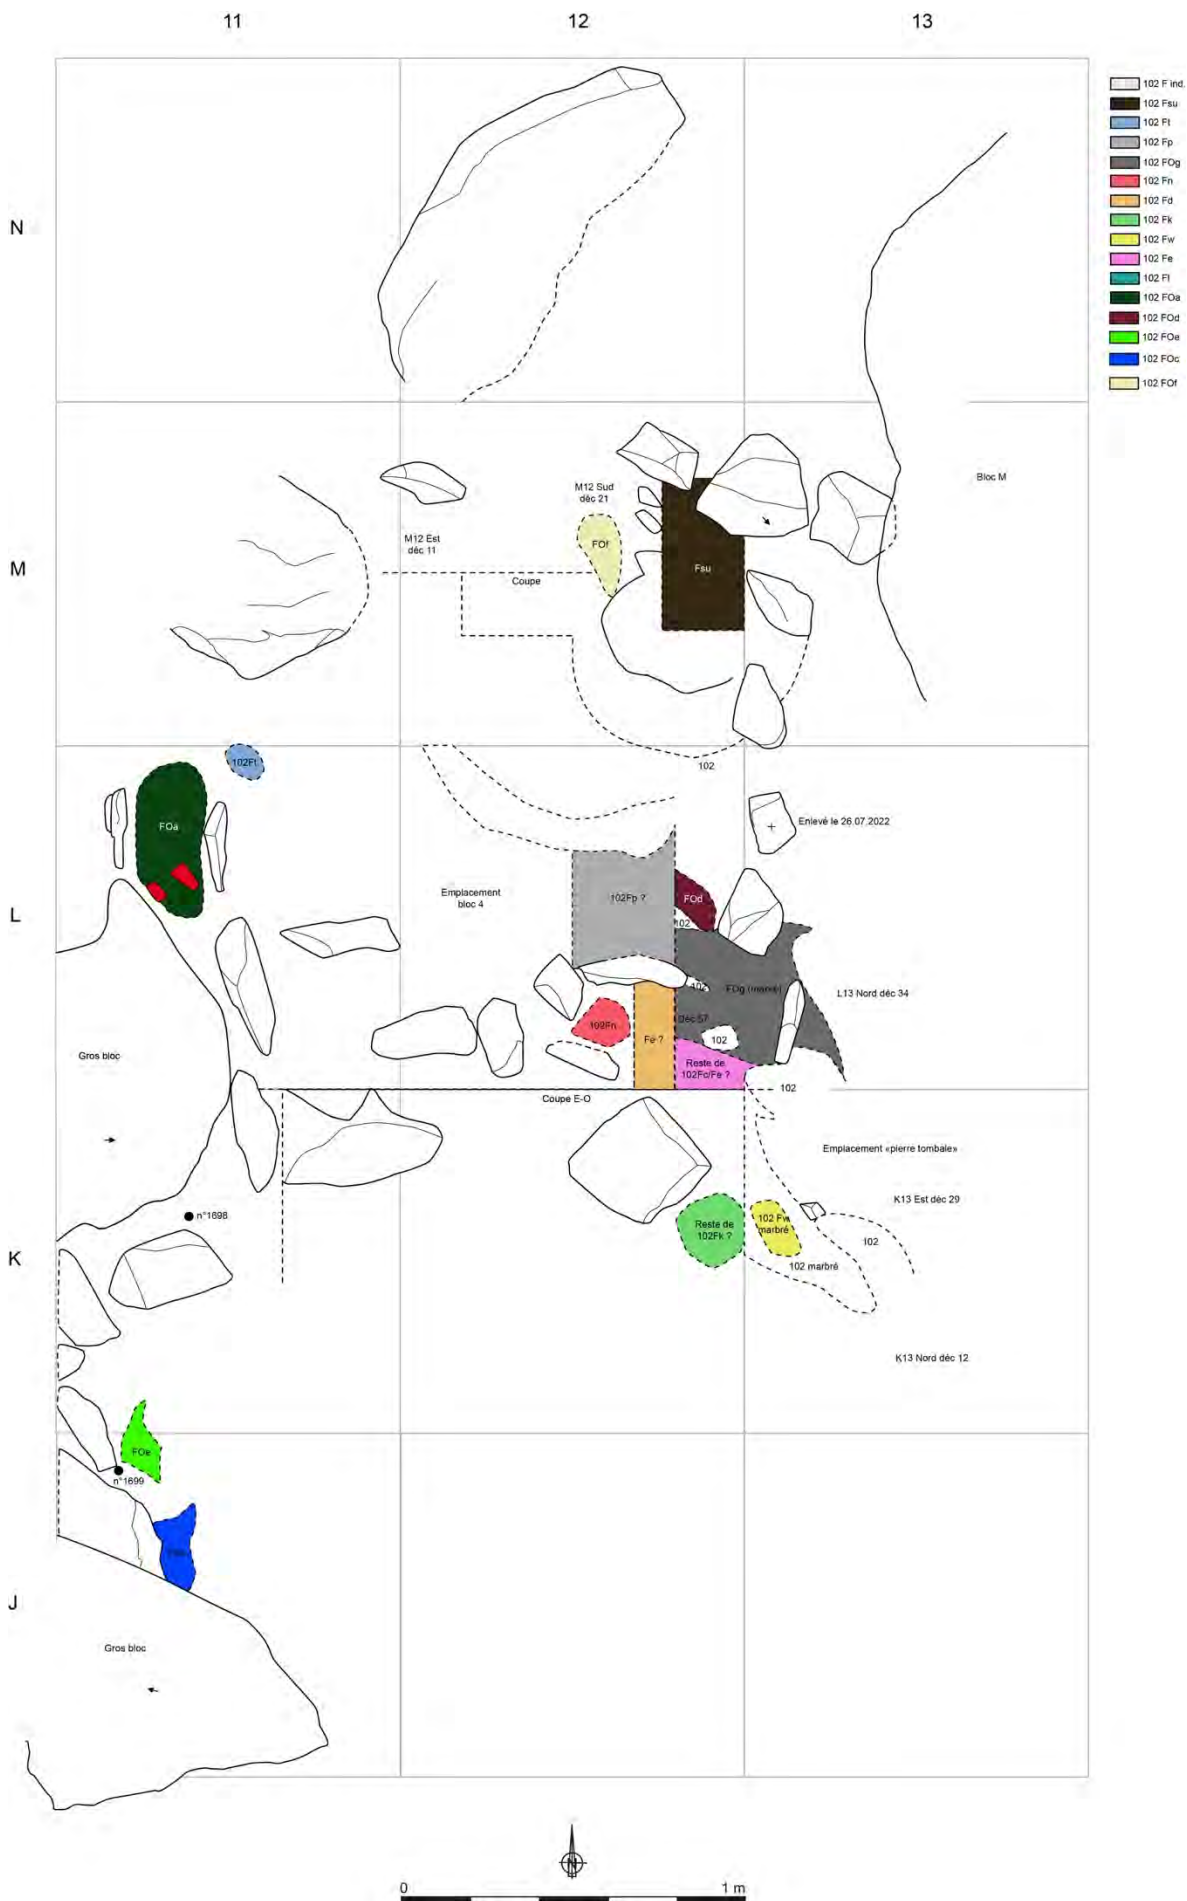 11 12 13
102 F ind.
102 Fsu
102 Ft
102 Fp
102 FOg
102 Fn
102 Fd
102 Fk
102 Fw
102 Fe
102 Fl
102 FOa
102 FOd
102 FOe
102 FOc
102 FOf
N
Bloc M
M12 Sud
déc 21
M12 Est
déc 11
FOf
M
Fsu
Coupe
102Ft
102
Enlevé le 26.07.2022
FOa
Emplacement
bloc 4
102Fp ?
FOd
L
102
102
FOg (marbré)
L13 Nord déc 34
102Fn
Fe ?
déc 57
102
Gros bloc
Reste de
102Fc/Fe ?
102
Coupe E-O
Emplacement «pierre tombale»
K13 Est déc 29
n°1698
Reste de
102Fk ?
102 Fw
marbré
102
K
102 marbré
K13 Nord déc 12
FOe
n°1699
J
Gros bloc
N
0 1 m